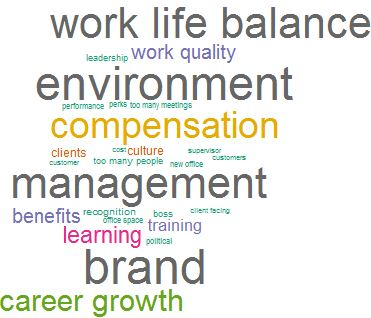 work life balance
leadership work quality
environment
performance perks too many meetings
compensation
clients cost culture supervisor
customer too many people new office customers
management
benefits recognition office space boss client facing
learning training
political
brand
career growth